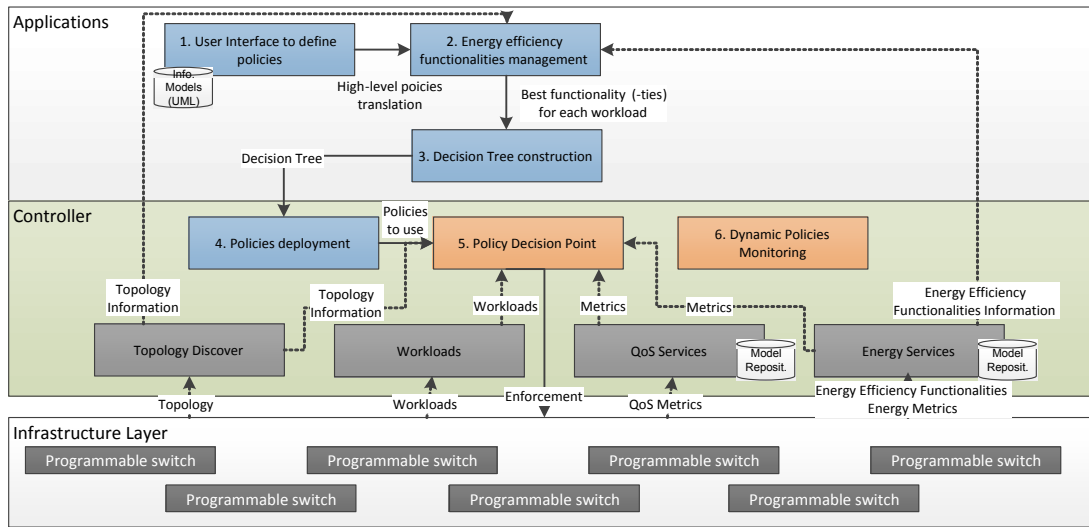 Applications
1. User Interface to define
policies
2. Energy efficiency
functionalities management
Info.
Models
(UML)
High-level poicies
translation
Best functionality (-ties)
for each workload
Decision Tree
3. Decision Tree construction
Controller
Policies
to use
4. Policies deployment
5. Policy Decision Point
6. Dynamic Policies
Monitoring
Topology
Information
Topology
Information
Workloads
Metrics
Metrics
Energy Efficiency
Functionalities Information
Topology Discover
Workloads
QoS Services
Model
Reposit.
Energy Services
Model
Reposit.
Topology
Workloads
Enforcement
QoS Metrics
Energy Efficiency Functionalities
Energy Metrics
Infrastructure Layer
Programmable switch
Programmable switch
Programmable switch
Programmable switch
Programmable switch
Programmable switch
Programmable switch